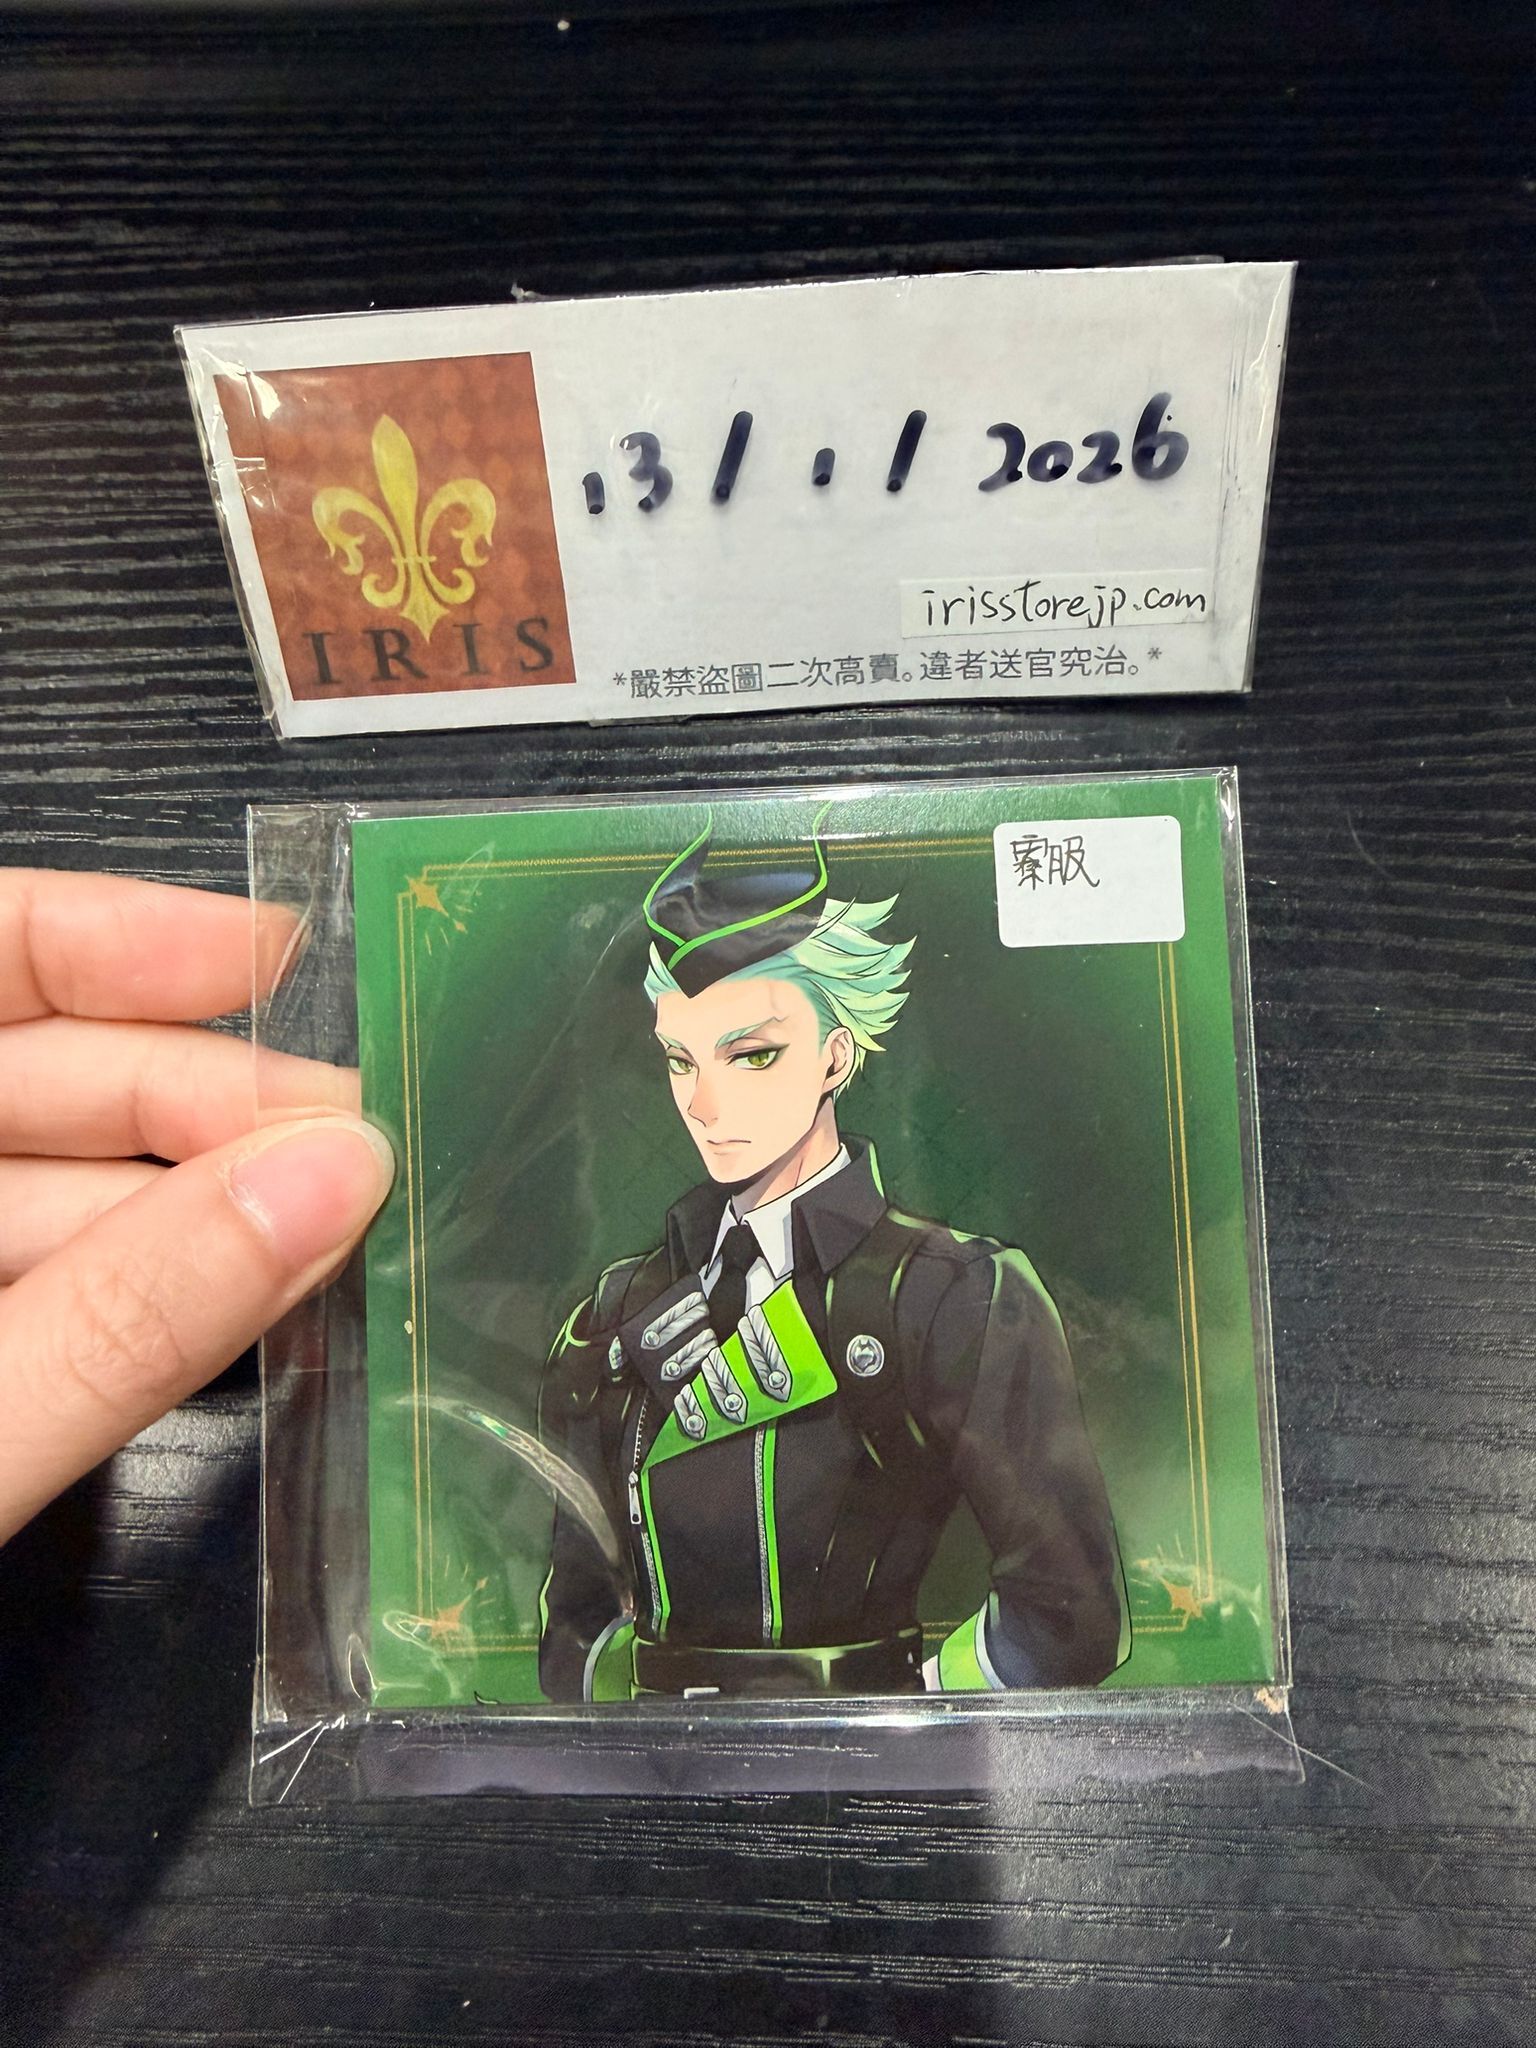 IRIS
13/1/2026
irisstorejp.com
*嚴禁盜圖二次高賣。違者送官究治。*
寮服